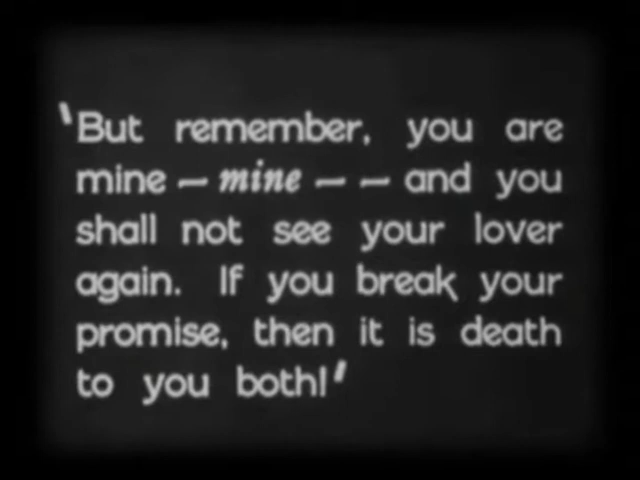 'But remember, you are
mine — mine — — and you
shall not see your lover
again. If you break your
promise, then it is death
to you both!'